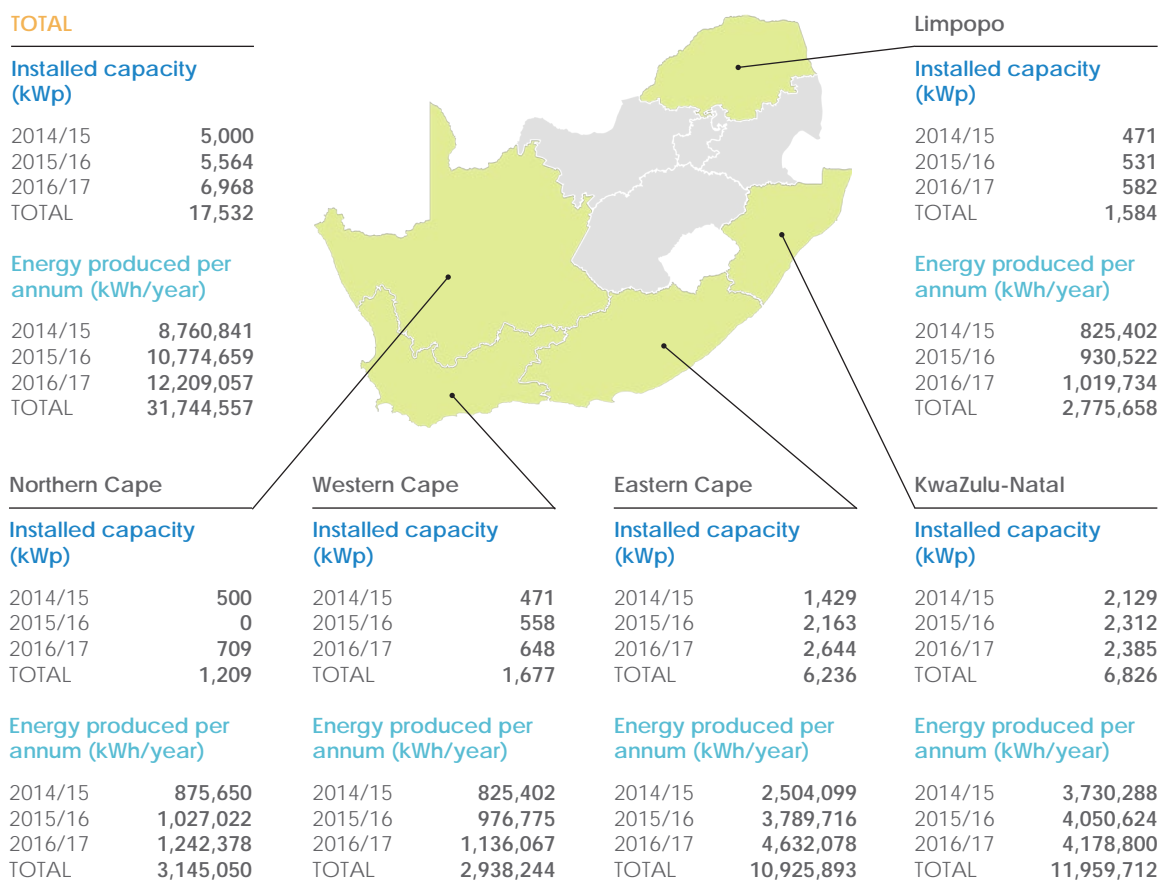 TOTAL
Installed capacity
(kWp)
2014/15 5,000
2015/16 5,564
2016/17 6,968
TOTAL 17,532
Energy produced per
annum (kWh/year)
2014/15 8,760,841
2015/16 10,774,659
2016/17 12,209,057
TOTAL 31,744,557
Limpopo
Installed capacity
(kWp)
2014/15 471
2015/16 531
2016/17 582
TOTAL 1,584
Energy produced per
annum (kWh/year)
2014/15 825,402
2015/16 930,522
2016/17 1,019,734
TOTAL 2,775,658
Northern Cape
Installed capacity
(kWp)
2014/15 500
2015/16 0
2016/17 709
TOTAL 1,209
Energy produced per
annum (kWh/year)
2014/15 875,650
2015/16 1,027,022
2016/17 1,242,378
TOTAL 3,145,050
Western Cape
Installed capacity
(kWp)
2014/15 471
2015/16 558
2016/17 648
TOTAL 1,677
Energy produced per
annum (kWh/year)
2014/15 825,402
2015/16 976,775
2016/17 1,136,067
TOTAL 2,938,244
Eastern Cape
Installed capacity
(kWp)
2014/15 1,429
2015/16 2,163
2016/17 2,644
TOTAL 6,236
Energy produced per
annum (kWh/year)
2014/15 2,504,099
2015/16 3,789,716
2016/17 4,632,078
TOTAL 10,925,893
KwaZulu-Natal
Installed capacity
(kWp)
2014/15 2,129
2015/16 2,312
2016/17 2,385
TOTAL 6,826
Energy produced per
annum (kWh/year)
2014/15 3,730,288
2015/16 4,050,624
2016/17 4,178,800
TOTAL 11,959,712